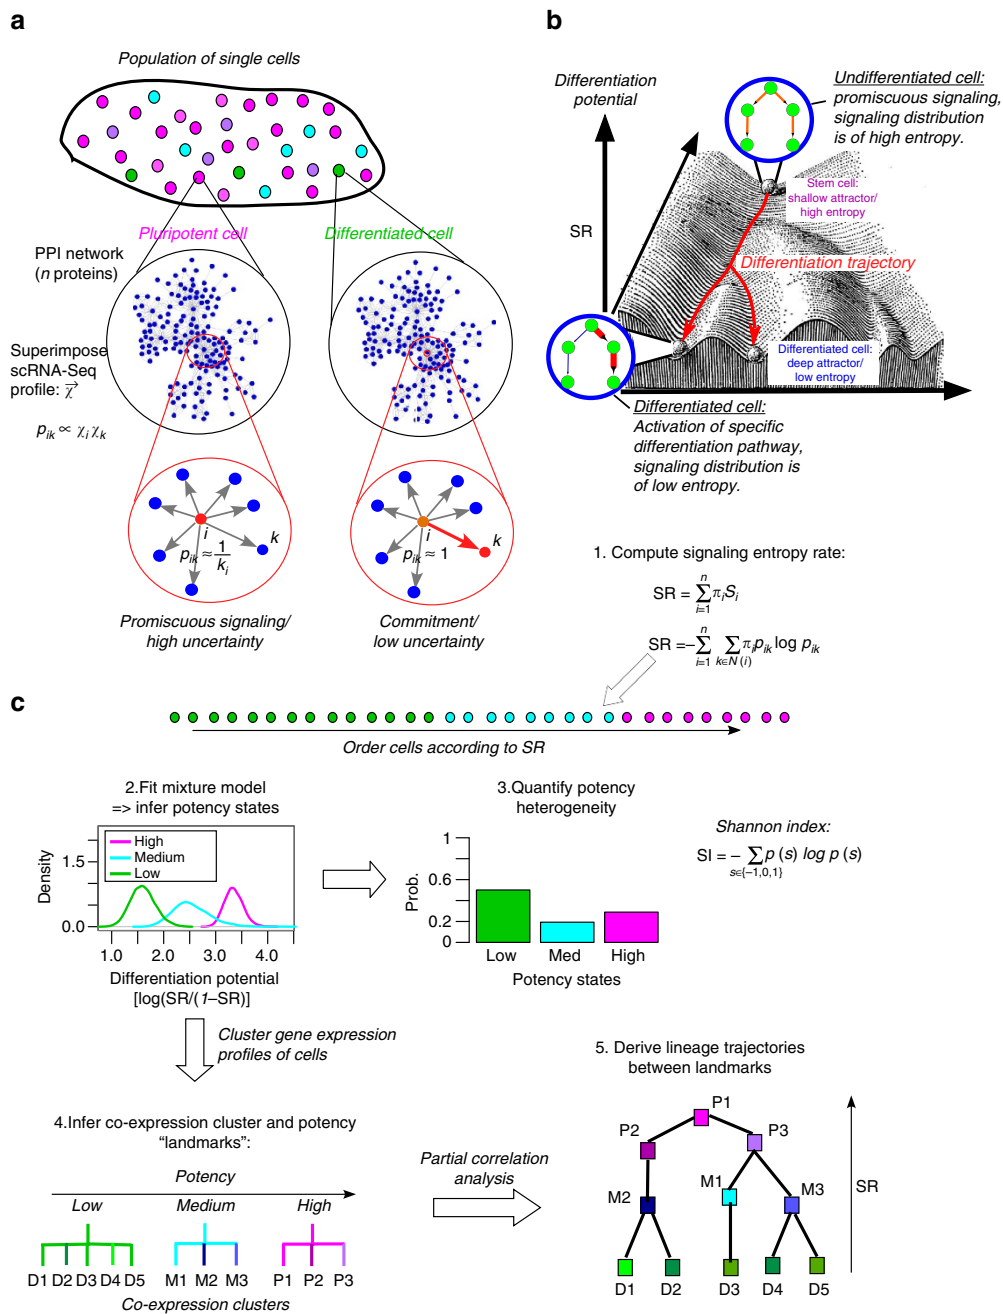 a
Population of single cells
Pluripotent cell
Differentiated cell
PPI network
(n proteins)
Superimpose
scRNA-Seq
profile: χ⃗
p_ik ∝ χ_i χ_k
i
k
p_ik ≈ 1/k_i
i
k
p_ik ≈ 1
Promiscuous signaling/
high uncertainty
Commitment/
low uncertainty
b
Differentiation
potential
SR
Undifferentiated cell:
promiscuous signaling,
signaling distribution
is of high entropy.
Stem cell:
shallow attractor/
high entropy
Differentiation trajectory
Differentiated cell:
deep attractor/
low entropy
Differentiated cell:
Activation of specific
differentiation pathway,
signaling distribution is
of low entropy.
1. Compute signaling entropy rate:
SR = ∑_{i=1}^{n} π_i S_i
SR =−∑_{i=1}^{n} ∑_{k∈N(i)} π_i p_ik log p_ik
c
Order cells according to SR
2.Fit mixture model
=> infer potency states
High
Medium
Low
Density
1.5
0.0
1.0 2.0 3.0 4.0
Differentiation potential
[log(SR/(1–SR)]
3.Quantify potency
heterogeneity
Prob.
1
0.6
0.2
0
Low Med High
Potency states
Shannon index:
SI = − ∑_{s∈{−1,0,1}} p (s) log p (s)
Cluster gene expression
profiles of cells
4.Infer co-expression cluster and potency
“landmarks”:
Potency
Low Medium High
D1 D2 D3 D4 D5 M1 M2 M3 P1 P2 P3
Co-expression clusters
Partial correlation
analysis
5. Derive lineage trajectories
between landmarks
P1
P2 P3
M1
M2 M3
SR
D1 D2 D3 D4 D5